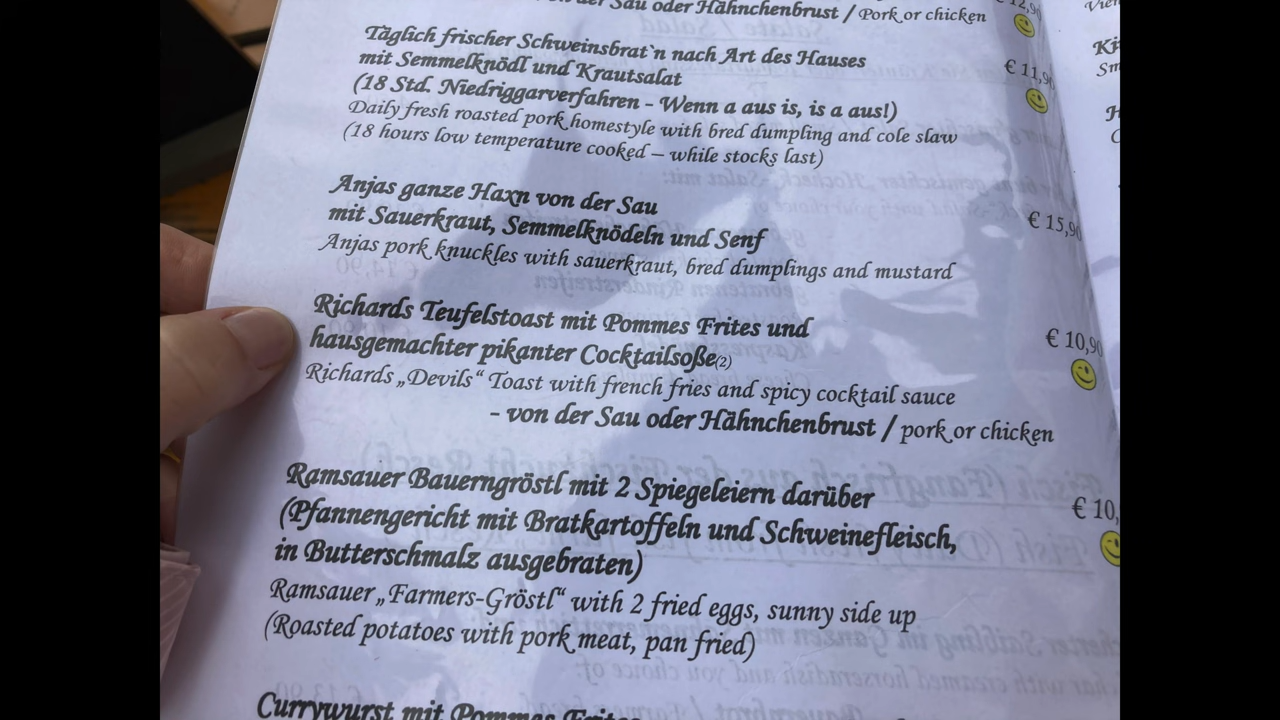 der Sau oder Hähnchenbrust / Pork or chicken
€ 12,90
Täglich frischer Schweinsbrat`n nach Art des Hauses
€ 11,90
mit Semmelknödl und Krautsalat
(18 Std. Niedriggarverfahren - Wenn a aus is, is a aus!)
Daily fresh roasted pork homestyle with bred dumpling and cole slaw
(18 hours low temperature cooked – while stocks last)
Anjas ganze Haxn von der Sau
€ 15,90
mit Sauerkraut, Semmelknödeln und Senf
Anjas pork knuckles with sauerkraut, bred dumplings and mustard
Richards Teufelstoast mit Pommes Frites und
€ 10,90
hausgemachter pikanter Cocktailsoße(2)
Richards „Devils“ Toast with french fries and spicy cocktail sauce
- von der Sau oder Hähnchenbrust / pork or chicken
Ramsauer Bauerngröstl mit 2 Spiegeleiern darüber
€ 10,
(Pfannengericht mit Bratkartoffeln und Schweinefleisch,
in Butterschmalz ausgebraten)
Ramsauer „Farmers-Gröstl“ with 2 fried eggs, sunny side up
(Roasted potatoes with pork meat, pan fried)
Currywurst mit Pommes Frites